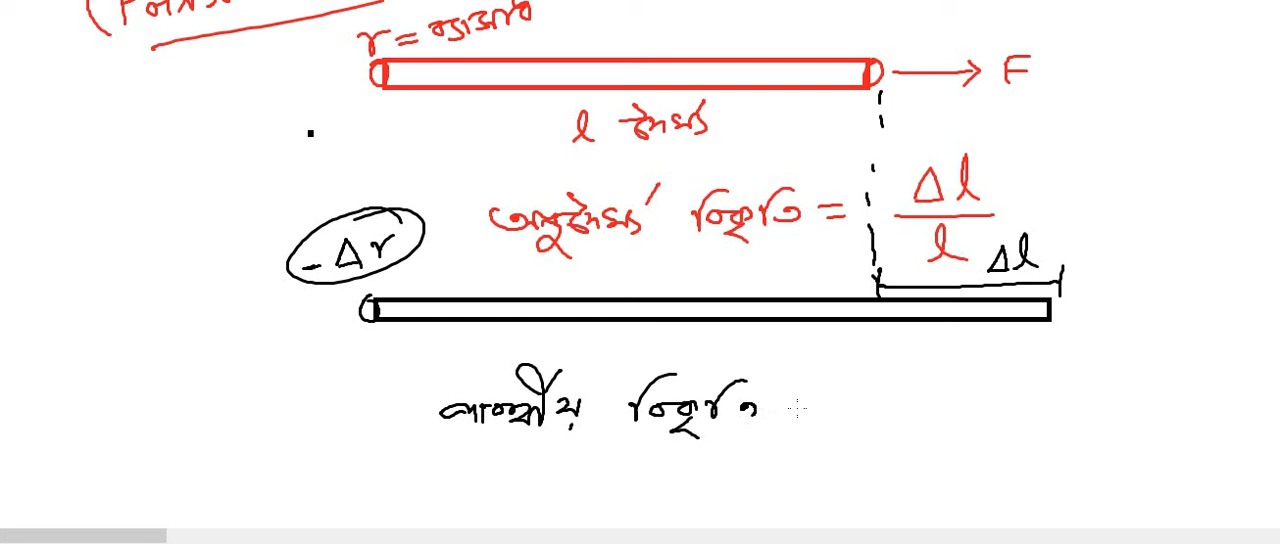 r = ব্যাসার্ধ
F
l দৈর্ঘ্য
অনুদৈর্ঘ্য বিকৃতি = Δl / l
- Δr
Δl
পার্শ্বীয় বিকৃতি